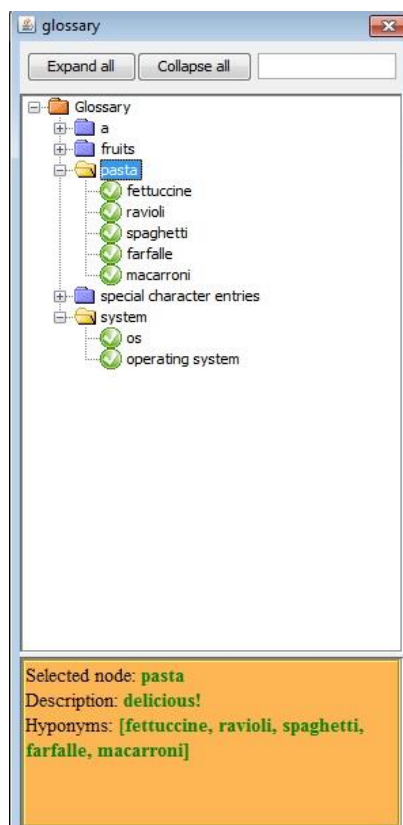 glossary
Expand all Collapse all
Glossary
a
fruits
pasta
fettuccine
ravioli
spaghetti
farfalle
macarroni
special character entries
system
os
operating system
Selected node: pasta
Description: delicious!
Hyponyms: [fettuccine, ravioli, spaghetti,
farfalle, macarroni]